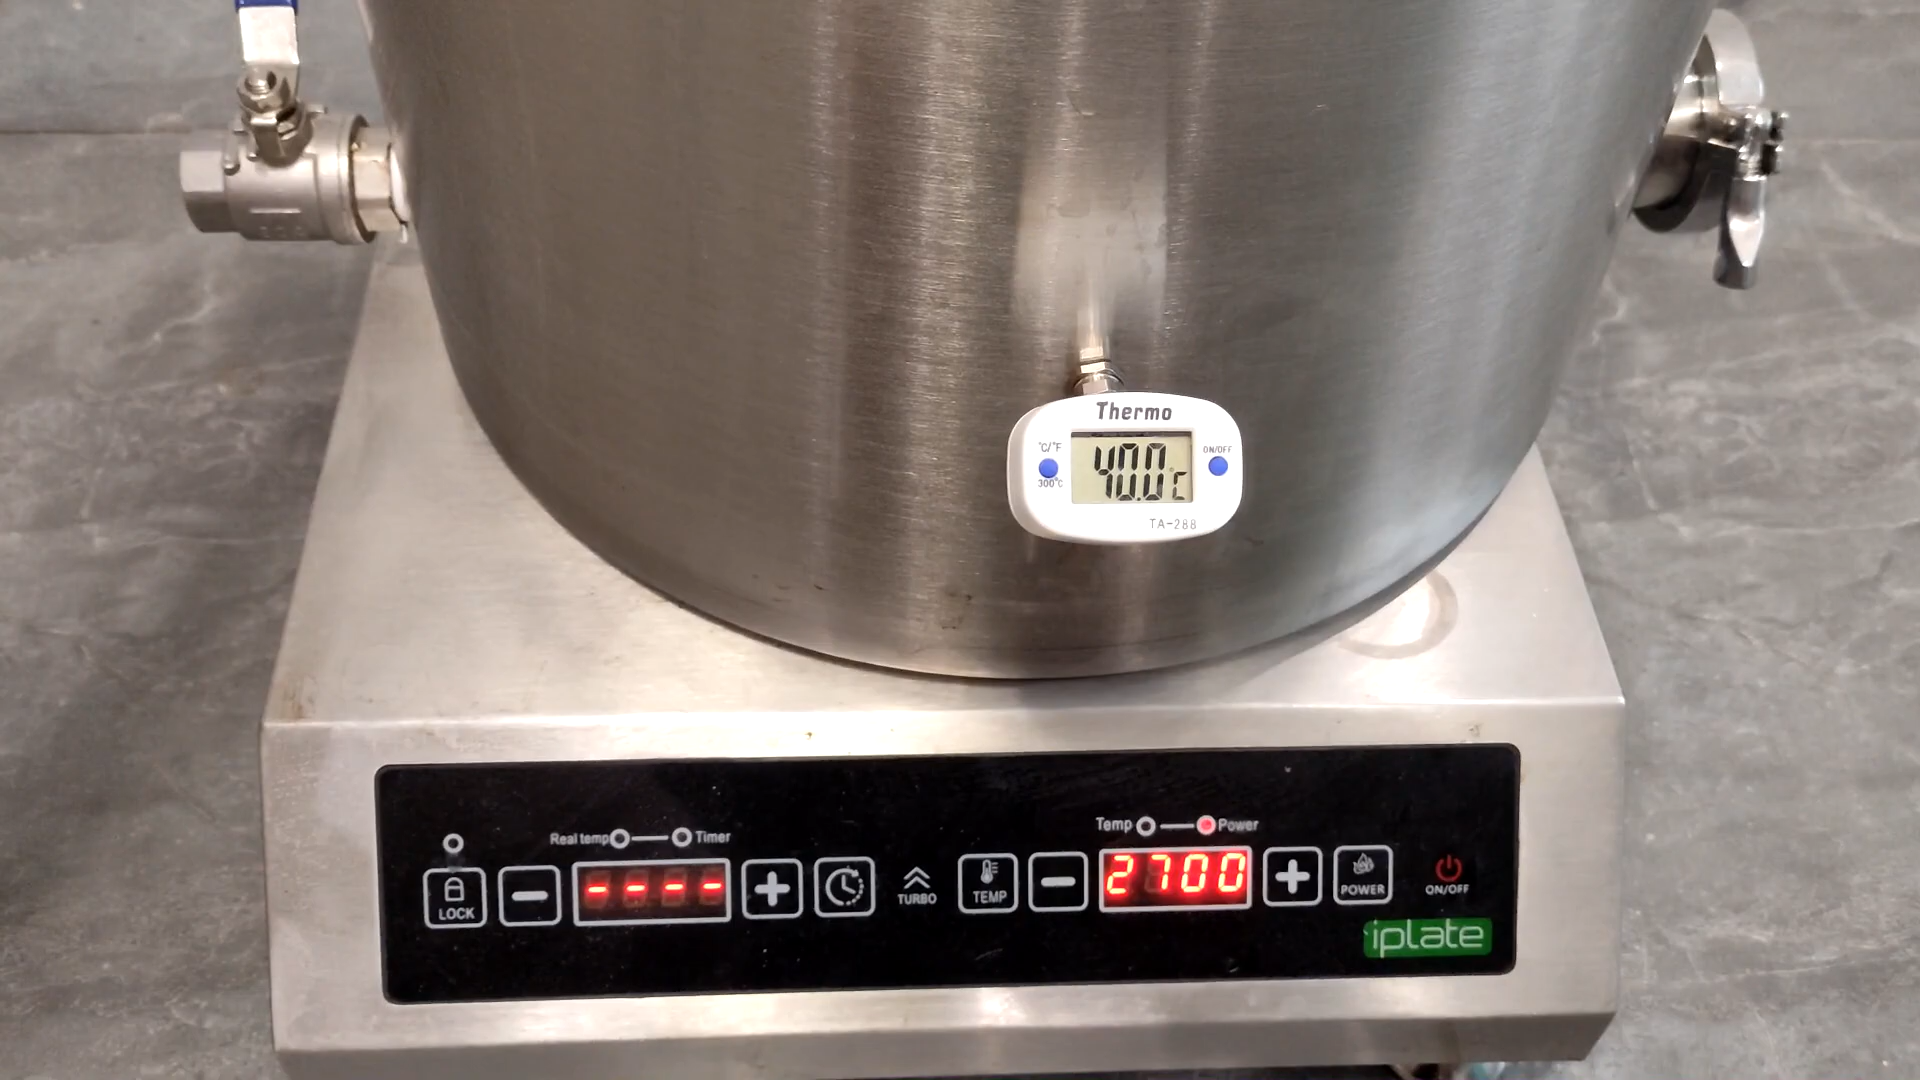 Thermo
°C/°F
ON/OFF
40.0°C
300°C
TA-288
Real temp Timer
Temp Power
LOCK
- - - -
TURBO
TEMP
2700
POWER
ON/OFF
iplate